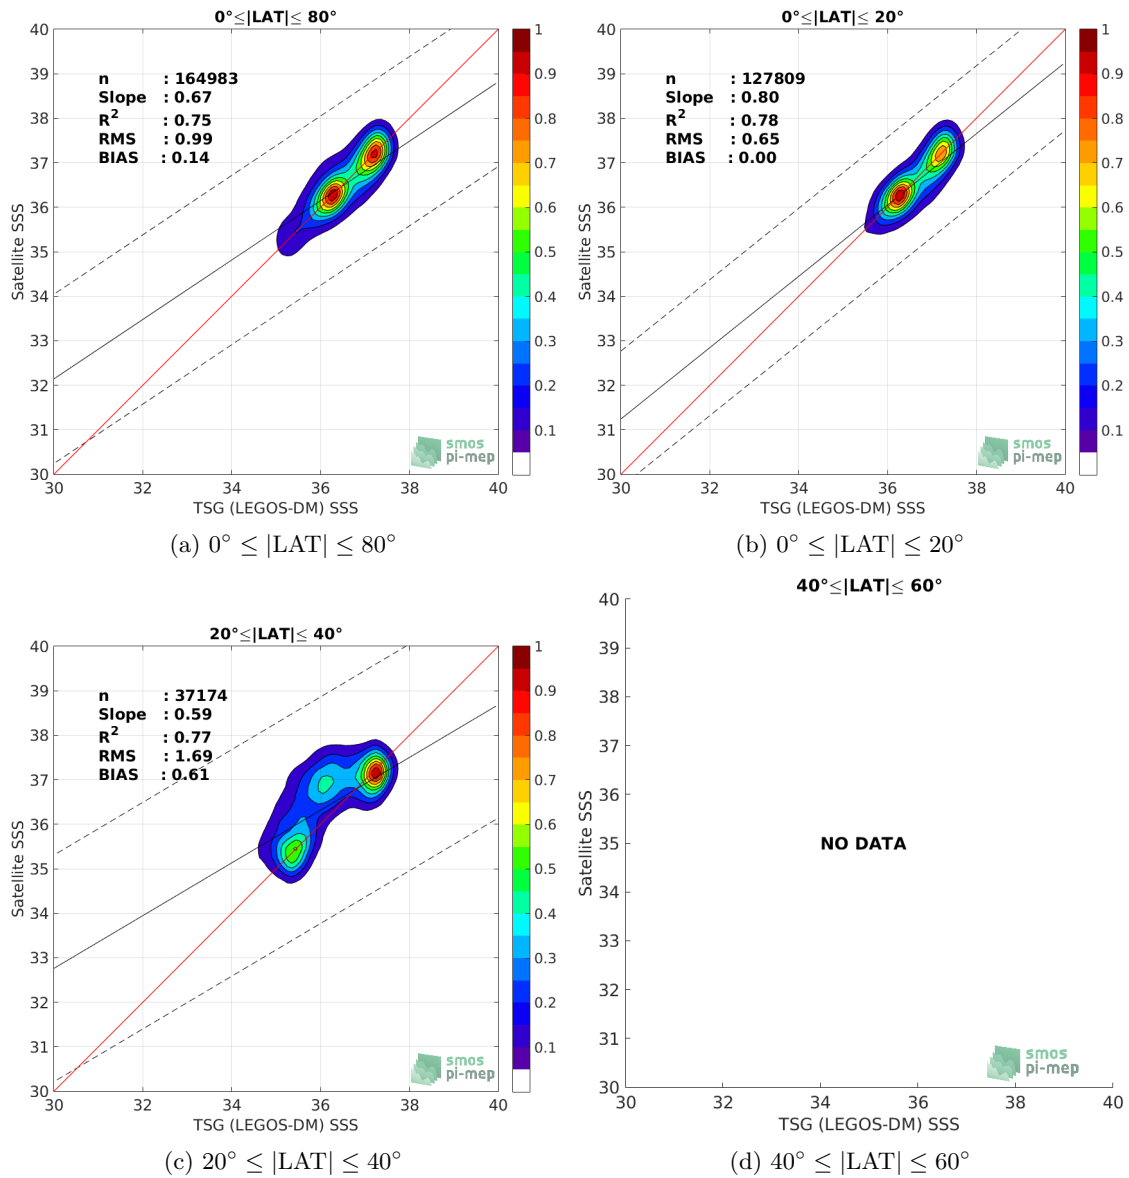 0°≤|LAT|≤ 80°
40
39
38
37
36
35
34
33
32
31
30
Satellite SSS
n : 164983
Slope : 0.67
R2 : 0.75
RMS : 0.99
BIAS : 0.14
smos
pi-mep
30 32 34 36 38 40
TSG (LEGOS-DM) SSS
1
0.9
0.8
0.7
0.6
0.5
0.4
0.3
0.2
0.1
(a) 0° ≤ |LAT| ≤ 80°
0°≤|LAT|≤ 20°
40
39
38
37
36
35
34
33
32
31
30
Satellite SSS
n : 127809
Slope : 0.80
R2 : 0.78
RMS : 0.65
BIAS : 0.00
smos
pi-mep
30 32 34 36 38 40
TSG (LEGOS-DM) SSS
1
0.9
0.8
0.7
0.6
0.5
0.4
0.3
0.2
0.1
(b) 0° ≤ |LAT| ≤ 20°
20°≤|LAT|≤ 40°
40
39
38
37
36
35
34
33
32
31
30
Satellite SSS
n : 37174
Slope : 0.59
R2 : 0.77
RMS : 1.69
BIAS : 0.61
smos
pi-mep
30 32 34 36 38 40
TSG (LEGOS-DM) SSS
1
0.9
0.8
0.7
0.6
0.5
0.4
0.3
0.2
0.1
(c) 20° ≤ |LAT| ≤ 40°
40°≤|LAT|≤ 60°
40
39
38
37
36
35
34
33
32
31
30
Satellite SSS
NO DATA
smos
pi-mep
30 32 34 36 38 40
TSG (LEGOS-DM) SSS
(d) 40° ≤ |LAT| ≤ 60°